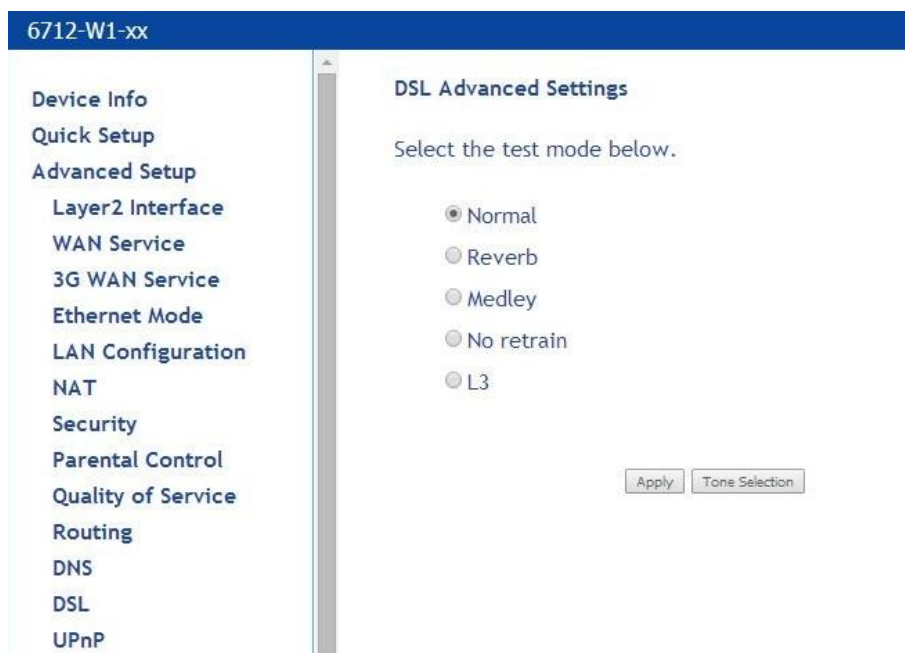 6712-W1-xx
Device Info
Quick Setup
Advanced Setup
Layer2 Interface
WAN Service
3G WAN Service
Ethernet Mode
LAN Configuration
NAT
Security
Parental Control
Quality of Service
Routing
DNS
DSL
UPnP
DSL Advanced Settings
Select the test mode below.
Normal
Reverb
Medley
No retrain
L3
Apply
Tone Selection